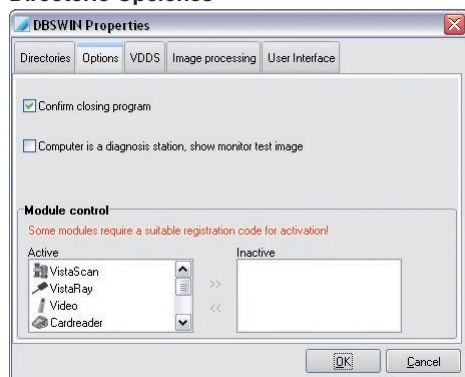 DBSWIN Properties
Directories Options VDDS Image processing User Interface
Confirm closing program
Computer is a diagnosis station, show monitor test image
Module control
Some modules require a suitable registration code for activation!
Active Inactive
VistaScan
VistaRay >>
Video <<
Cardreader
OK Cancel